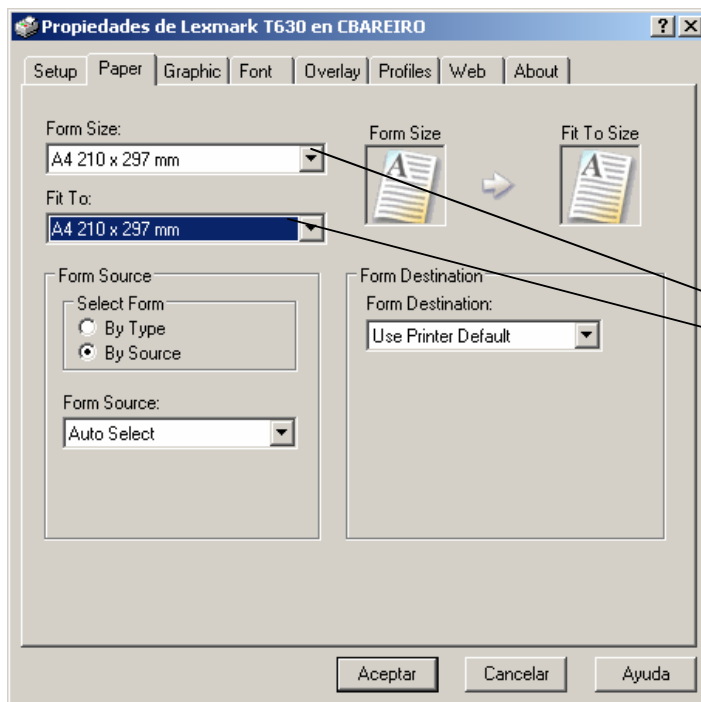 Propiedades de Lexmark T630 en CBAREIRO
Setup Paper Graphic Font Overlay Profiles Web About
Form Size:
A4 210 x 297 mm
Fit To:
A4 210 x 297 mm
Form Size
Fit To Size
A
A
Form Source
Select Form
By Type
By Source
Form Source:
Auto Select
Form Destination
Form Destination:
Use Printer Default
Aceptar Cancelar Ayuda